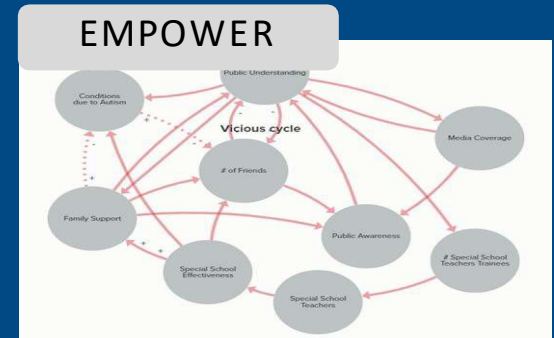 EMPOWER
Public Understanding
Conditions
due to Autism
Vicious cycle
Media Coverage
# of Friends
Family Support
Public Awareness
# Special School
Teachers Trainees
Special School
Effectiveness
Special School
Teachers